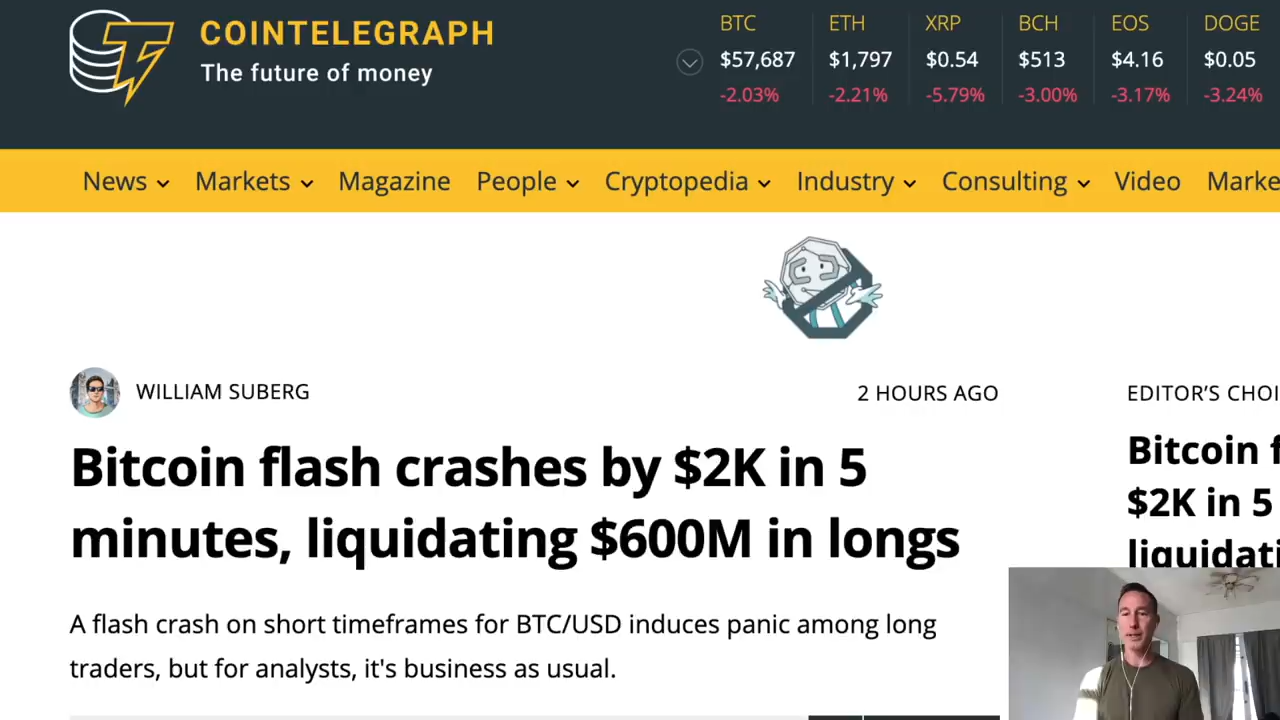 COINTELEGRAPH
The future of money
BTC ETH XRP BCH EOS DOGE
$57,687 $1,797 $0.54 $513 $4.16 $0.05
-2.03% -2.21% -5.79% -3.00% -3.17% -3.24%
News Markets Magazine People Cryptopedia Industry Consulting Video Marke
WILLIAM SUBERG
2 HOURS AGO
Bitcoin flash crashes by $2K in 5
minutes, liquidating $600M in longs
A flash crash on short timeframes for BTC/USD induces panic among long
traders, but for analysts, it's business as usual.
EDITOR’S CHOI
Bitcoin f
$2K in 5
liquidati